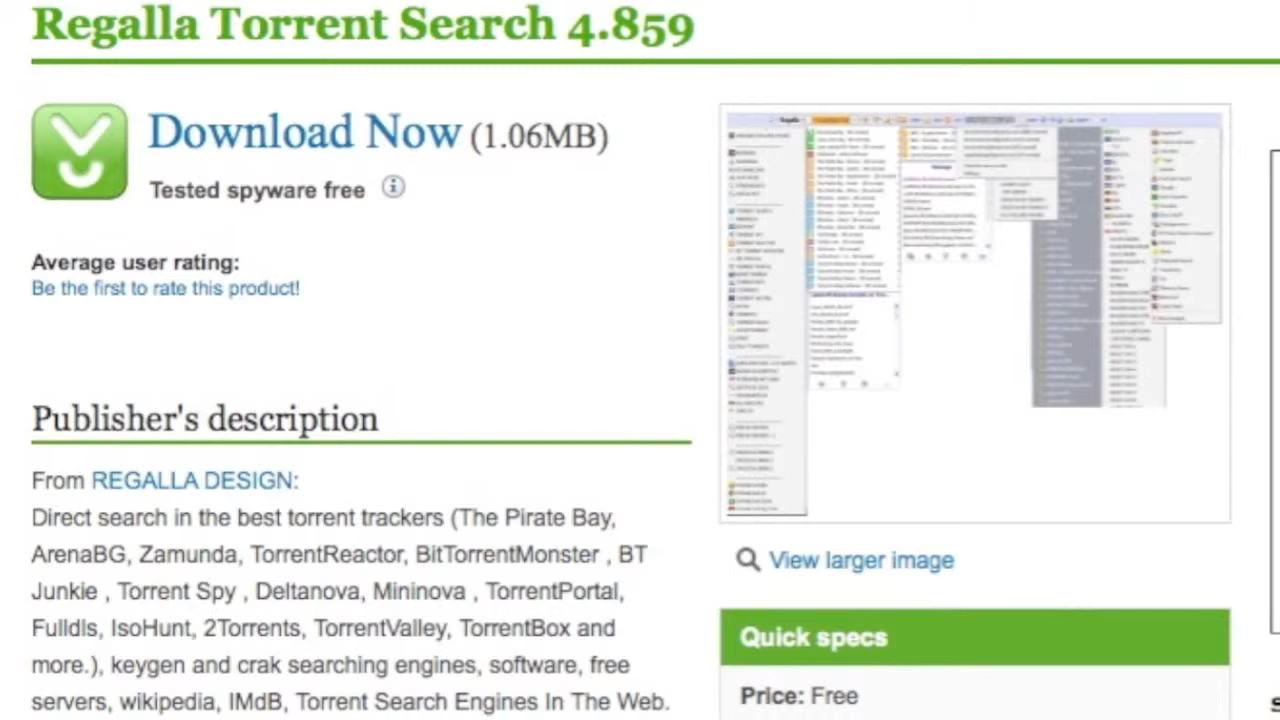 Regalla Torrent Search 4.859
Download Now (1.06MB)
Tested spyware free
Average user rating:
Be the first to rate this product!
Publisher's description
From REGALLA DESIGN:
Direct search in the best torrent trackers (The Pirate Bay,
ArenaBG, Zamunda, TorrentReactor, BitTorrentMonster , BT
Junkie , Torrent Spy , Deltanova, Mininova , TorrentPortal,
Fulldls, IsoHunt, 2Torrents, TorrentValley, TorrentBox and
more.), keygen and crak searching engines, software, free
servers, wikipedia, IMdB, Torrent Search Engines In The Web.
View larger image
Quick specs
Price: Free